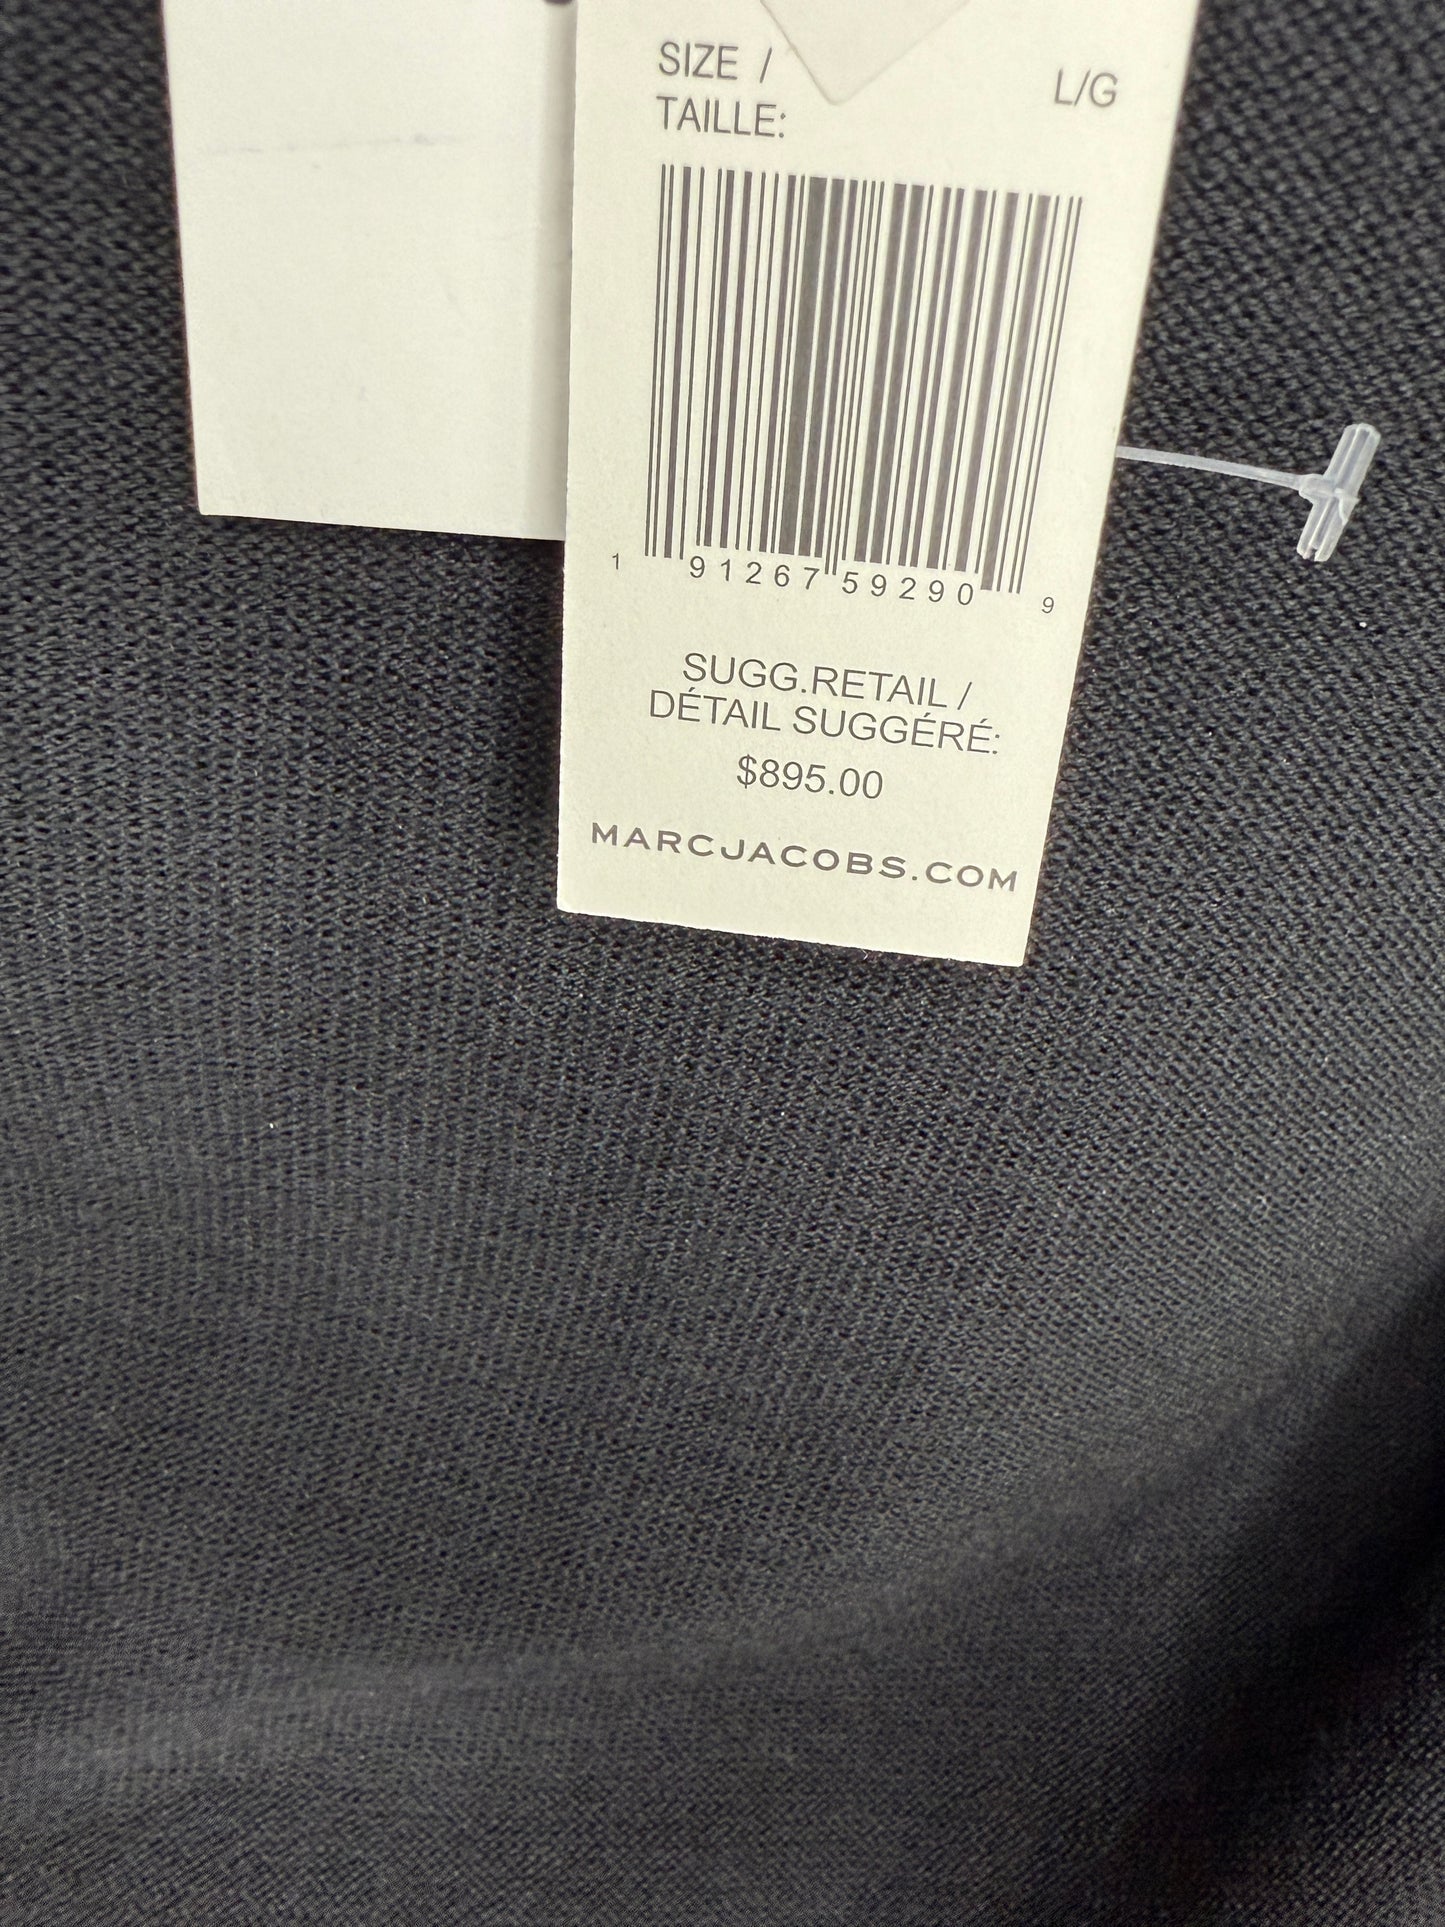 SIZE /
TAILLE:
L/G
1 91267 59290 9
SUGG.RETAIL /
DÉTAIL SUGGÉRÉ:
$895.00
MARCJACOBS.COM